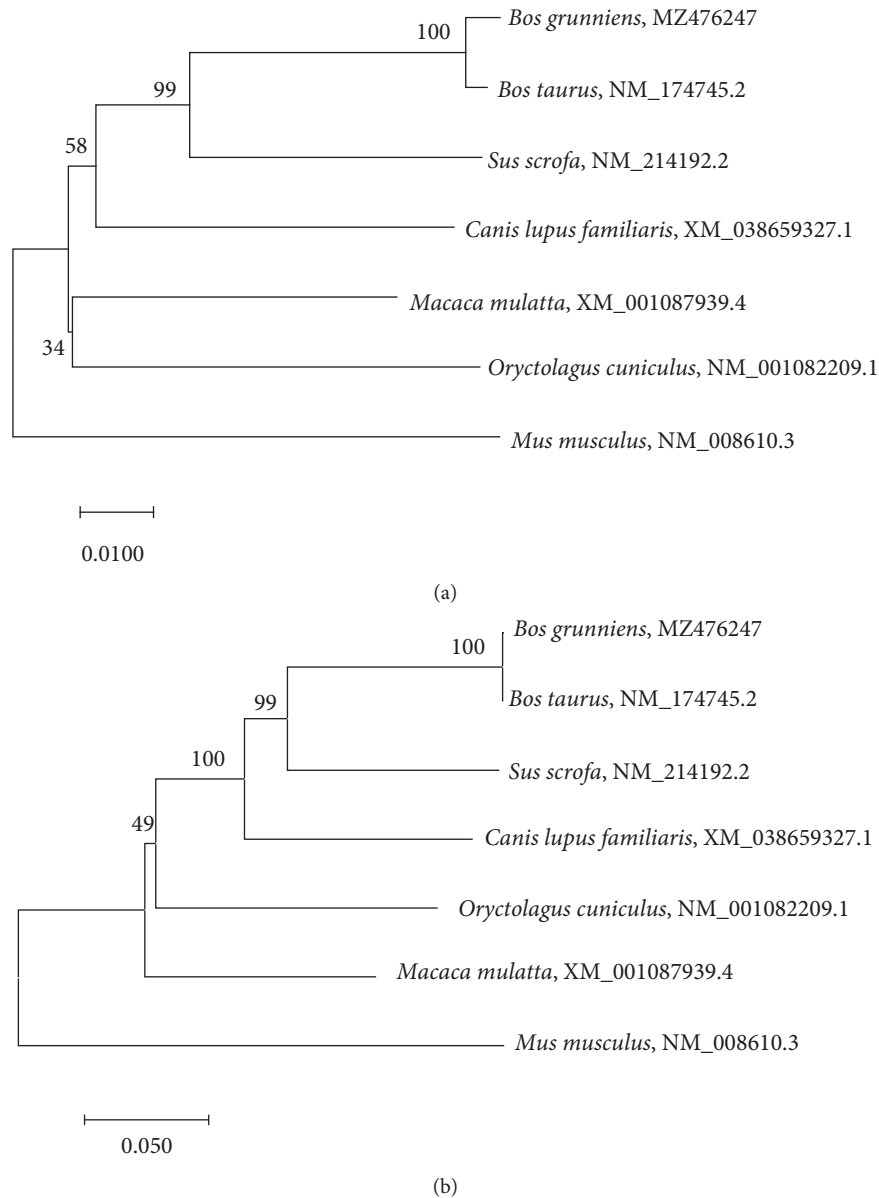 100
Bos grunniens, MZ476247
99
Bos taurus, NM_174745.2
58
Sus scrofa, NM_214192.2
Canis lupus familiaris, XM_038659327.1
Macaca mulatta, XM_001087939.4
34
Oryctolagus cuniculus, NM_001082209.1
Mus musculus, NM_008610.3
0.0100
(a)
100
Bos grunniens, MZ476247
99
Bos taurus, NM_174745.2
100
Sus scrofa, NM_214192.2
49
Canis lupus familiaris, XM_038659327.1
Oryctolagus cuniculus, NM_001082209.1
Macaca mulatta, XM_001087939.4
Mus musculus, NM_008610.3
0.050
(b)